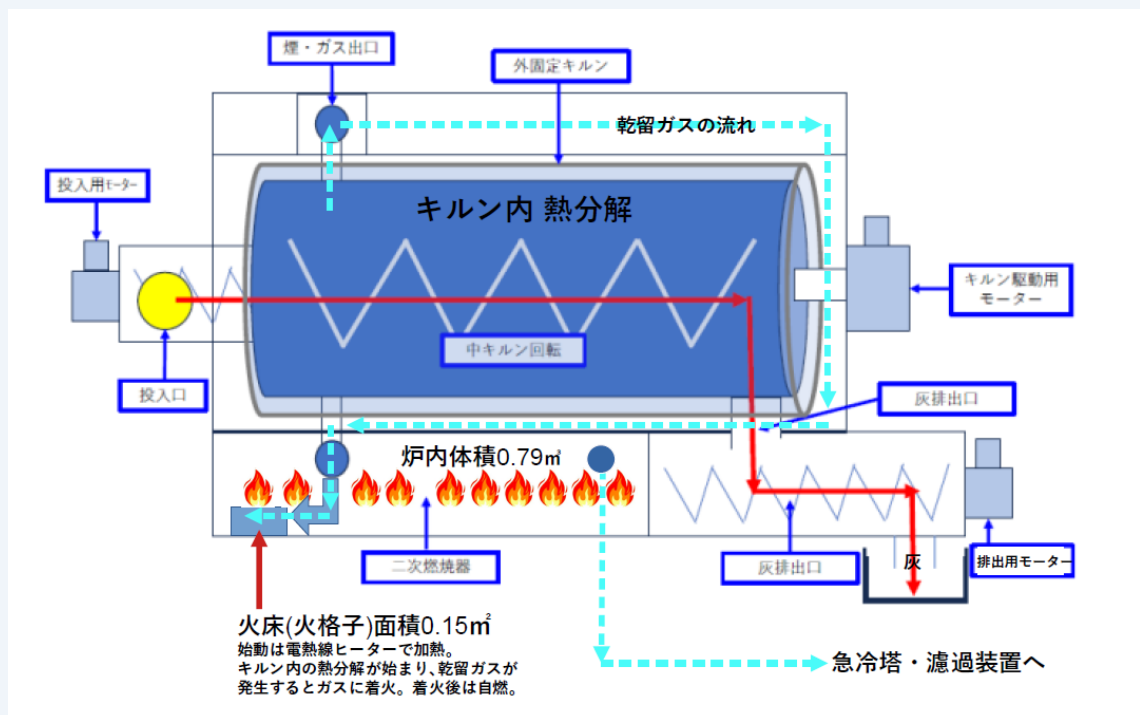 煙・ガス出口
外固定キルン
乾留ガスの流れ
投入用ﾓｰﾀｰ
キルン内 熱分解
キルン駆動用
モーター
中キルン回転
投入口
灰排出口
炉内体積0.79㎥
二次燃焼器
灰排出口
灰
排出用モーター
火床(火格子)面積0.15㎡
始動は電熱線ヒーターで加熱。
キルン内の熱分解が始まり、乾留ガスが
発生するとガスに着火。着火後は自燃。
急冷塔・濾過装置へ